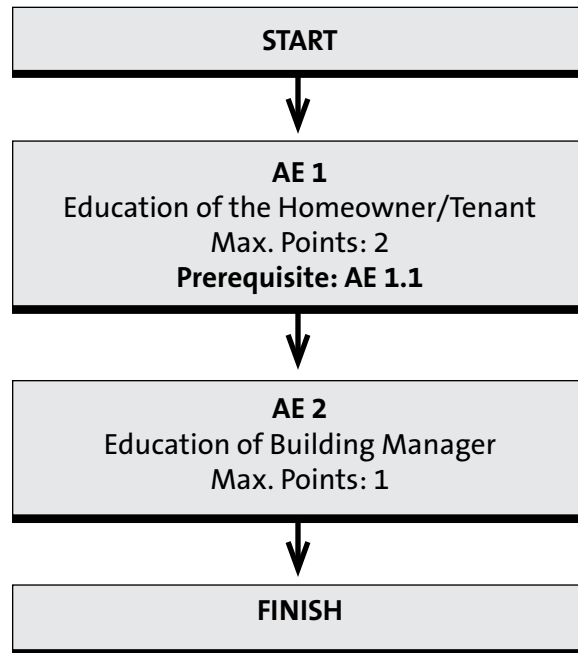 START
AE 1
Education of the Homeowner/Tenant
Max. Points: 2
Prerequisite: AE 1.1
AE 2
Education of Building Manager
Max. Points: 1
FINISH